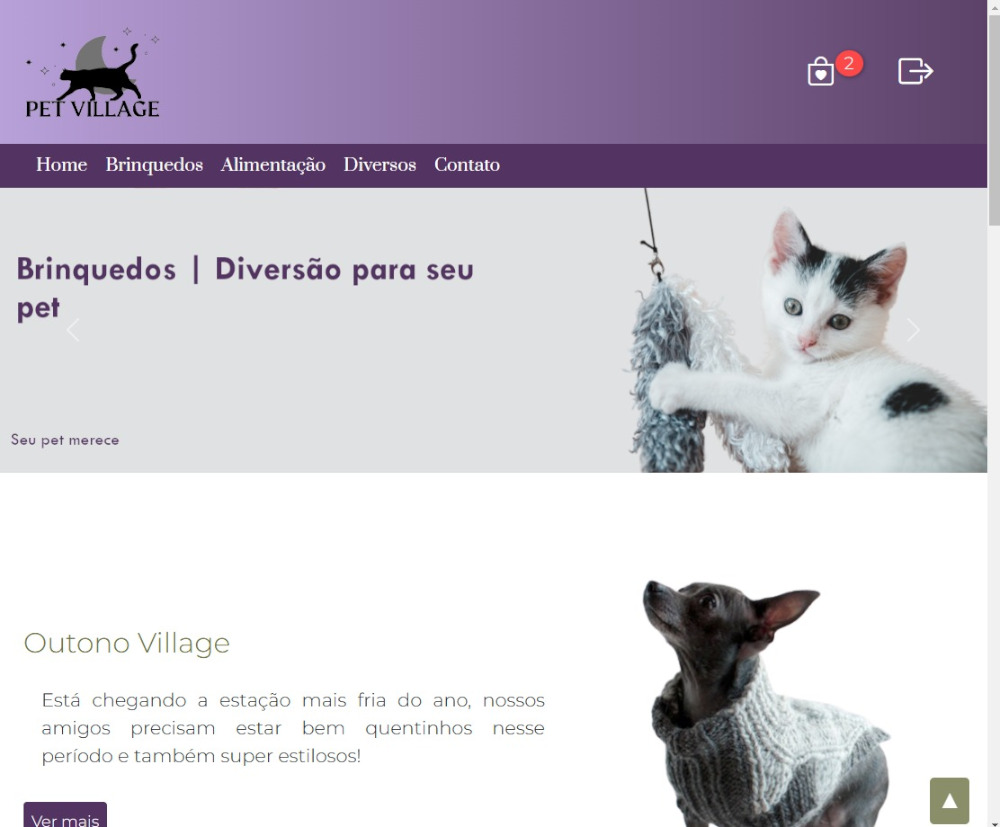 PET VILLAGE
2
Home Brinquedos Alimentação Diversos Contato
Brinquedos | Diversão para seu
pet
Seu pet merece
Outono Village
Está chegando a estação mais fria do ano, nossos
amigos precisam estar bem quentinhos nesse
período e também super estilosos!
Ver mais